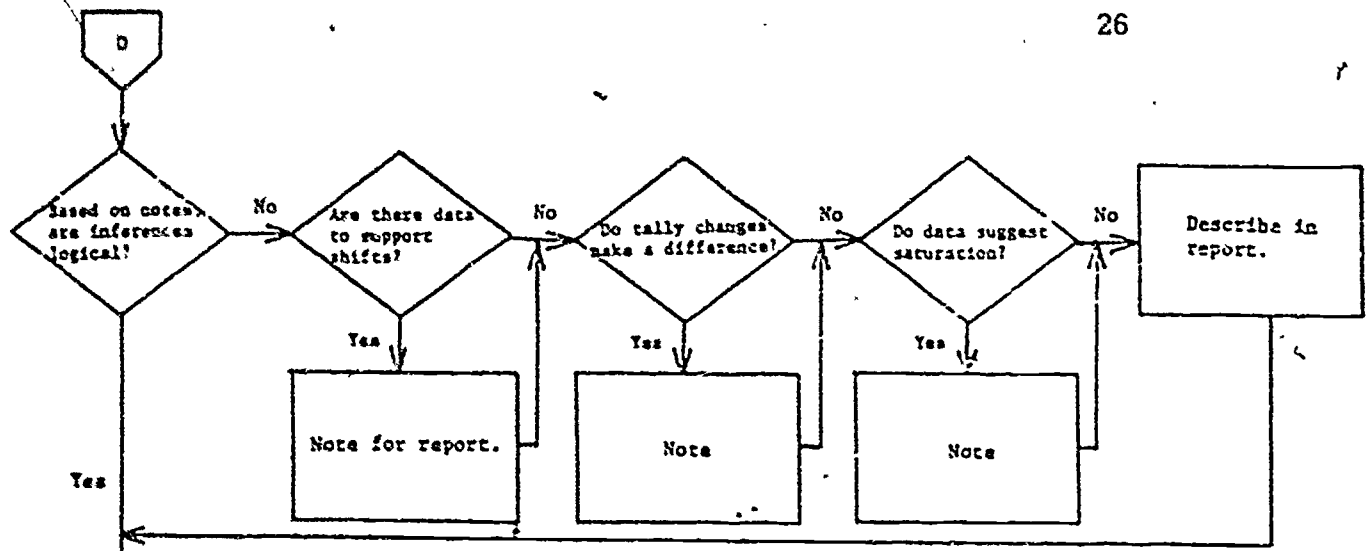 26
D
Based on notes,
are inferences
logical?
No
Are there data
to support
shifts?
No
Do tally changes
make a difference?
No
Do data suggest
saturation?
No
Describe in
report.
Yes
Yes
Yes
Note for report.
Note
Note
Yes